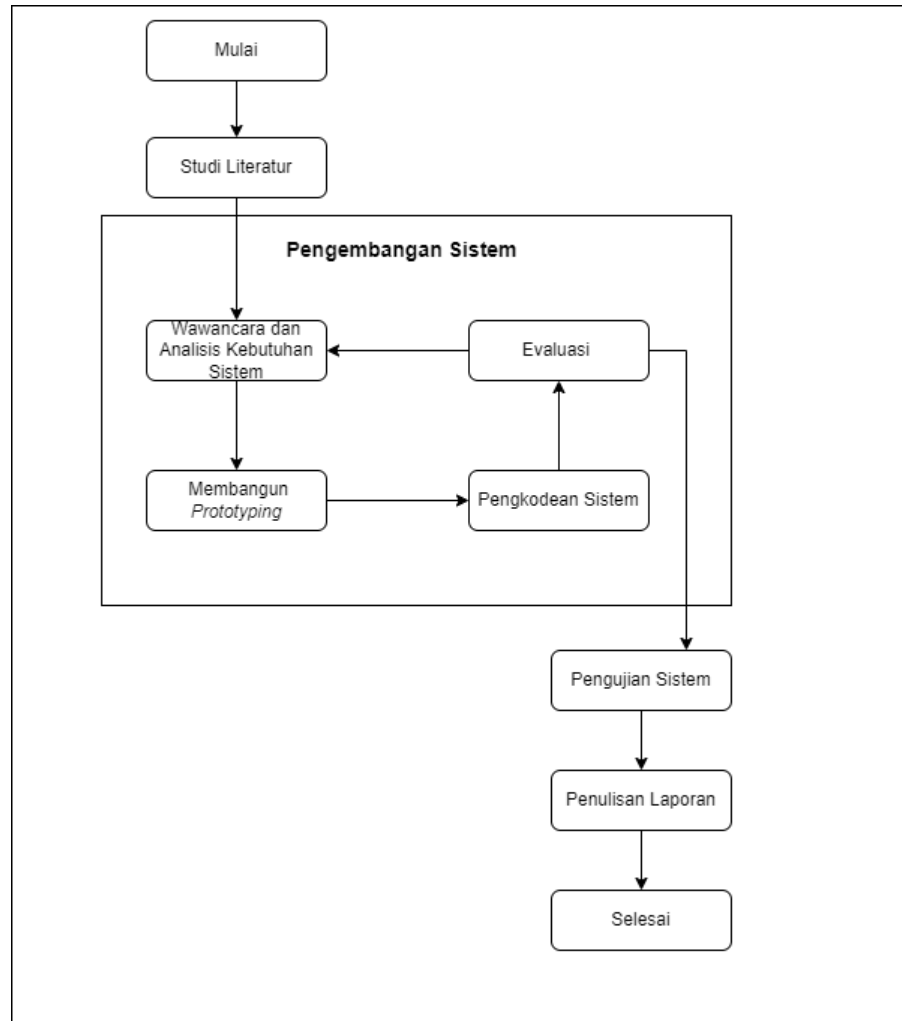 Mulai
Studi Literatur
Pengembangan Sistem
Wawancara dan
Analisis Kebutuhan
Sistem
Evaluasi
Membangun
Prototyping
Pengkodean Sistem
Pengujian Sistem
Penulisan Laporan
Selesai